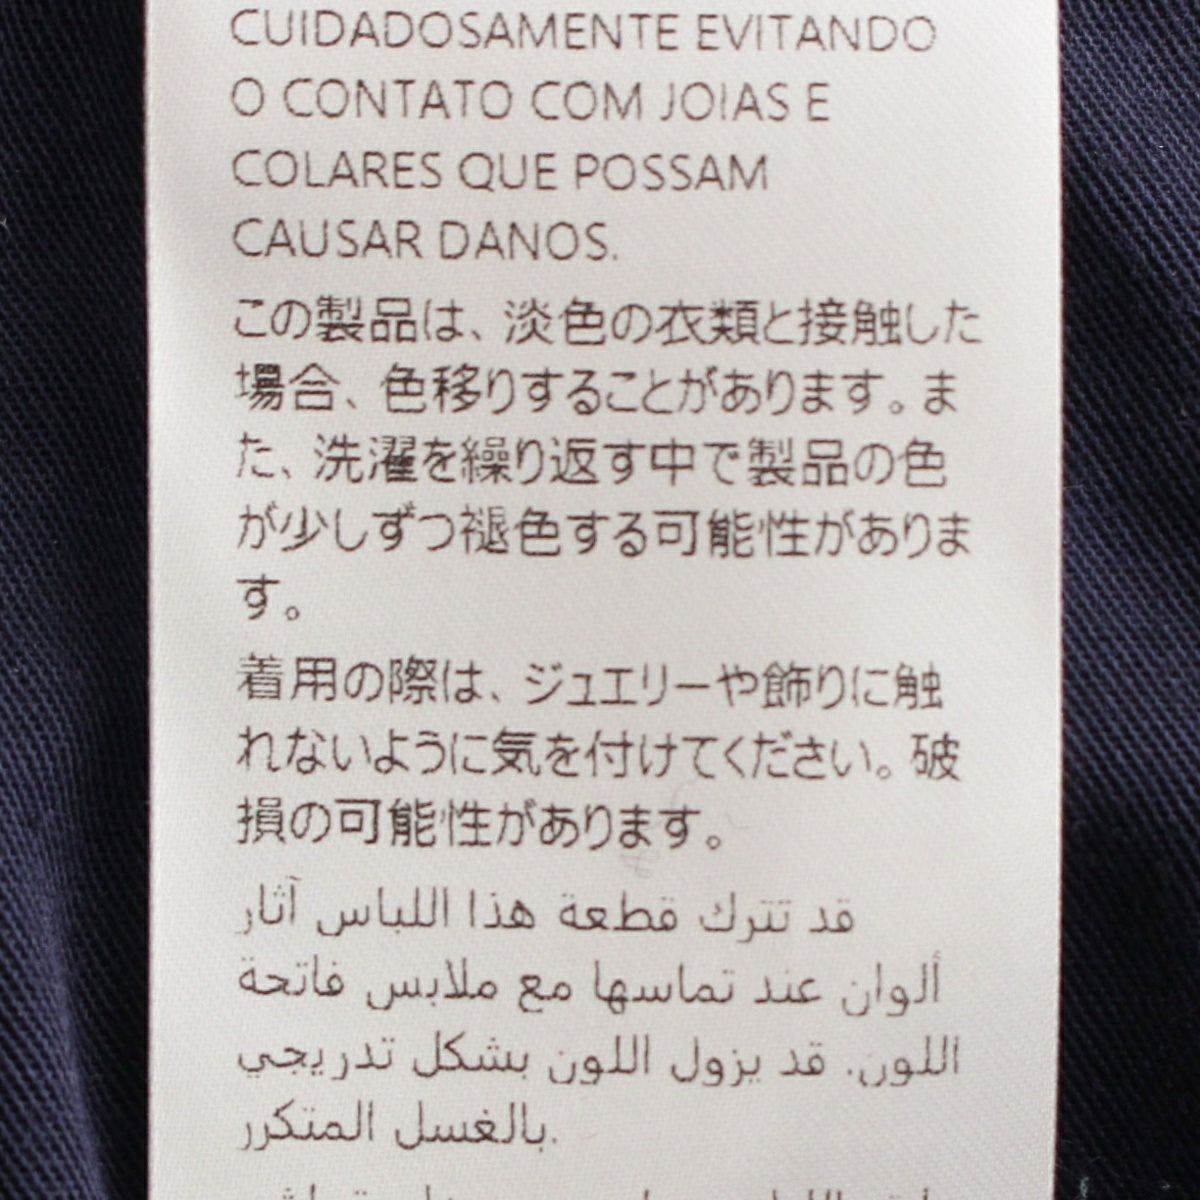 CUIDADOSAMENTE EVITANDO
O CONTATO COM JOIAS E
COLARES QUE POSSAM
CAUSAR DANOS.
この製品は、淡色の衣類と接触した
場合、色移りすることがあります。ま
た、洗濯を繰り返す中で製品の色
が少しずつ褪色する可能性がありま
す。
着用の際は、ジュエリーや飾りに触
れないように気を付けてください。破
損の可能性があります。
قد تترك قطعة هذا اللباس آثار
ألوان عند تماسها مع ملابس فاتحة
اللون. قد يزول اللون بشكل تدريجي
بالغسل المتكرر.